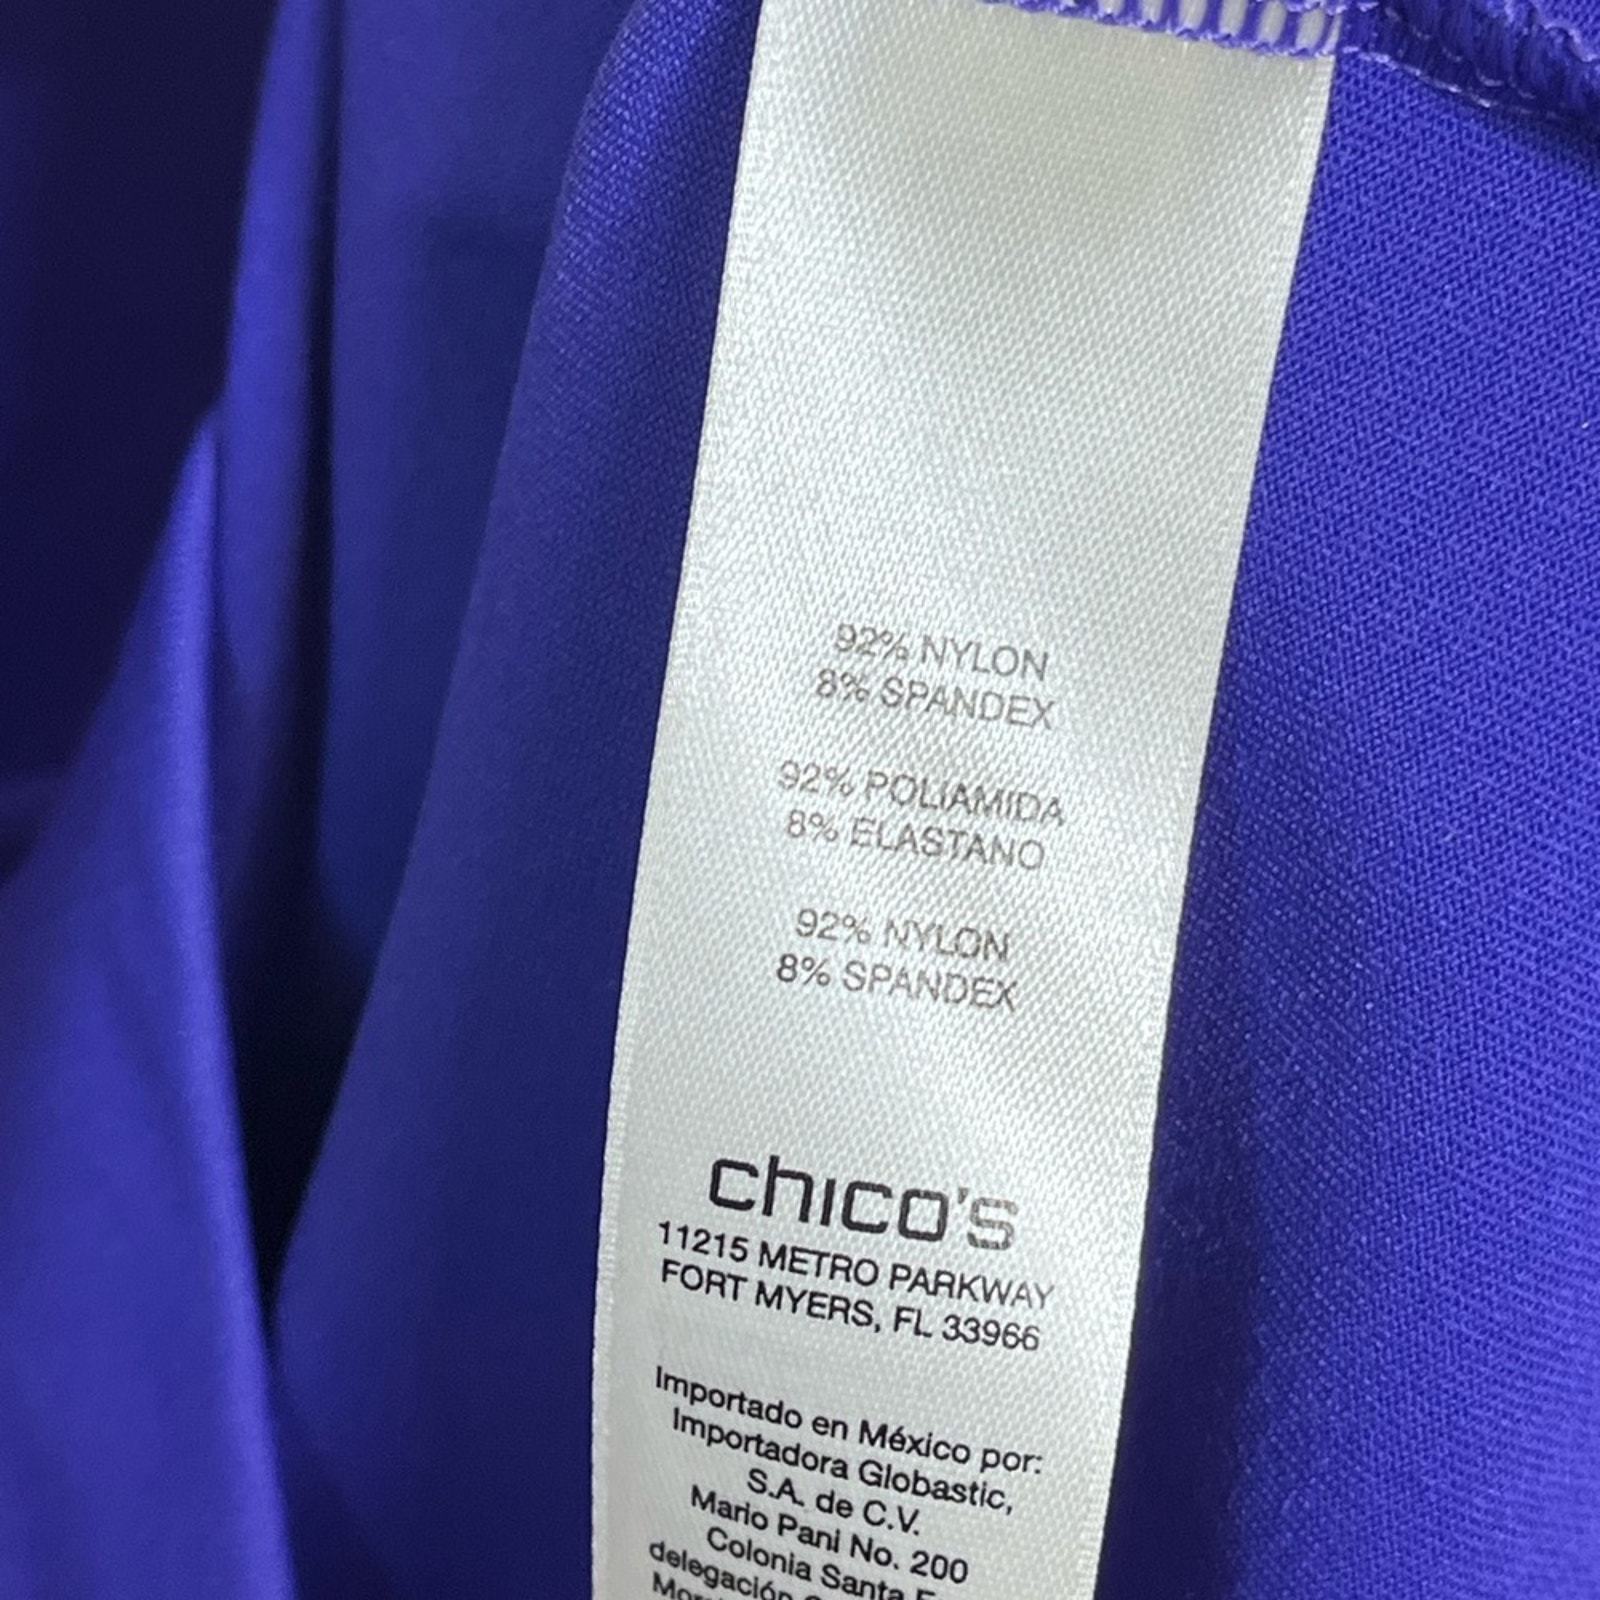 92% NYLON
8% SPANDEX
92% POLIAMIDA
8% ELASTANO
92% NYLON
8% SPANDEX
chico's
11215 METRO PARKWAY
FORT MYERS, FL 33966
Importado en México por:
Importadora Globastic,
S.A. de C.V.
Mario Pani No. 200
Colonia Santa
delegación